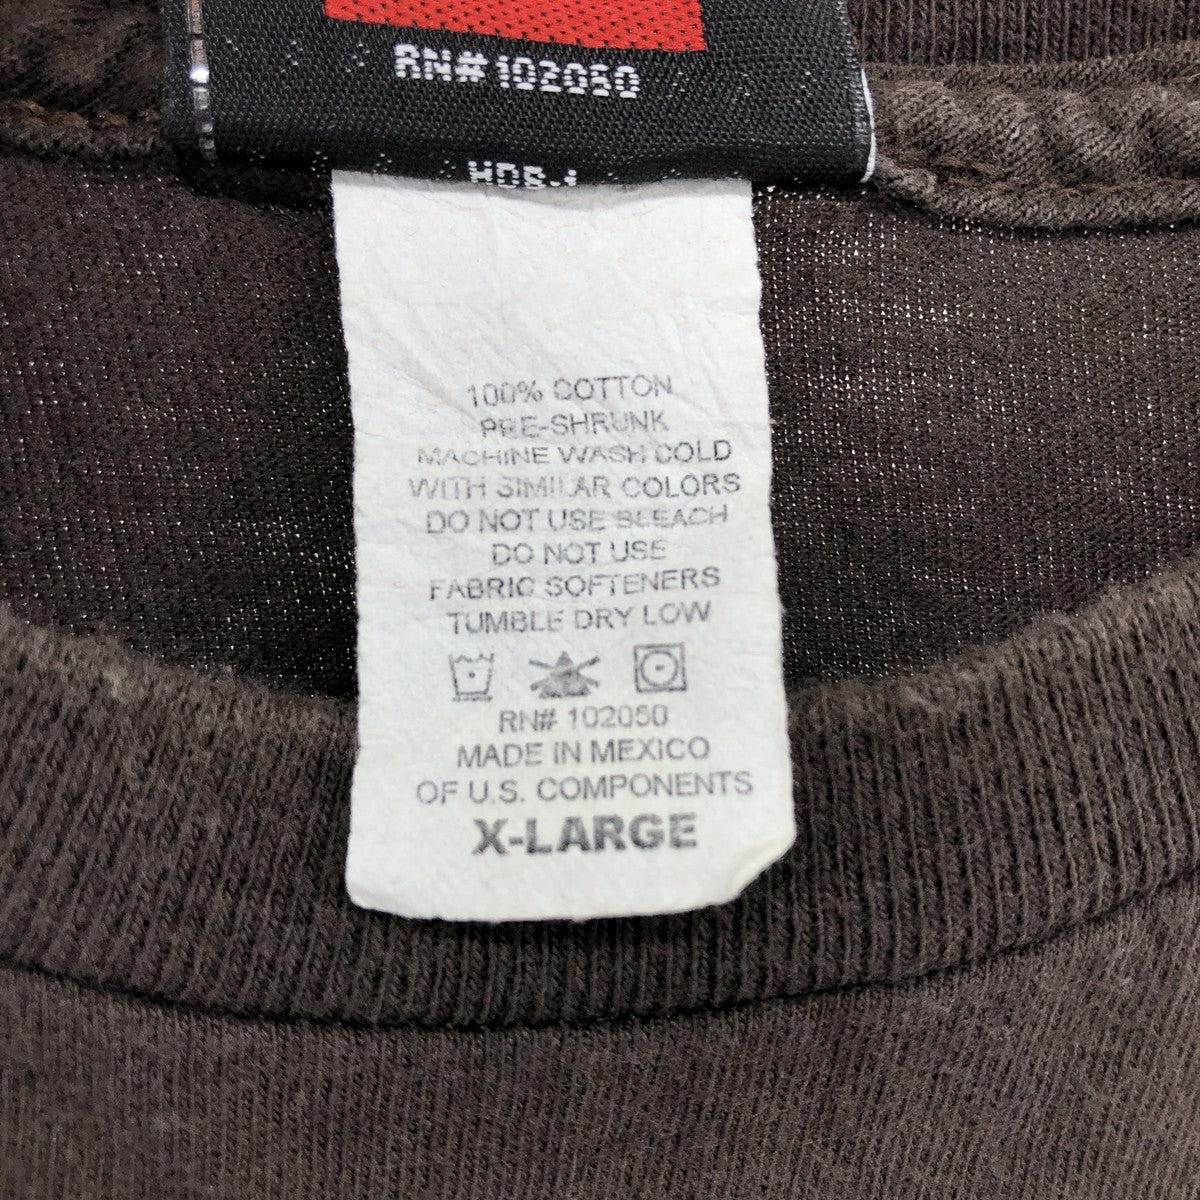 RN#102050
100% COTTON
PRE-SHRUNK
MACHINE WASH COLD
WITH SIMILAR COLORS
DO NOT USE BLEACH
DO NOT USE
FABRIC SOFTENERS
TUMBLE DRY LOW
RN# 102050
MADE IN MEXICO
OF U.S. COMPONENTS
X-LARGE